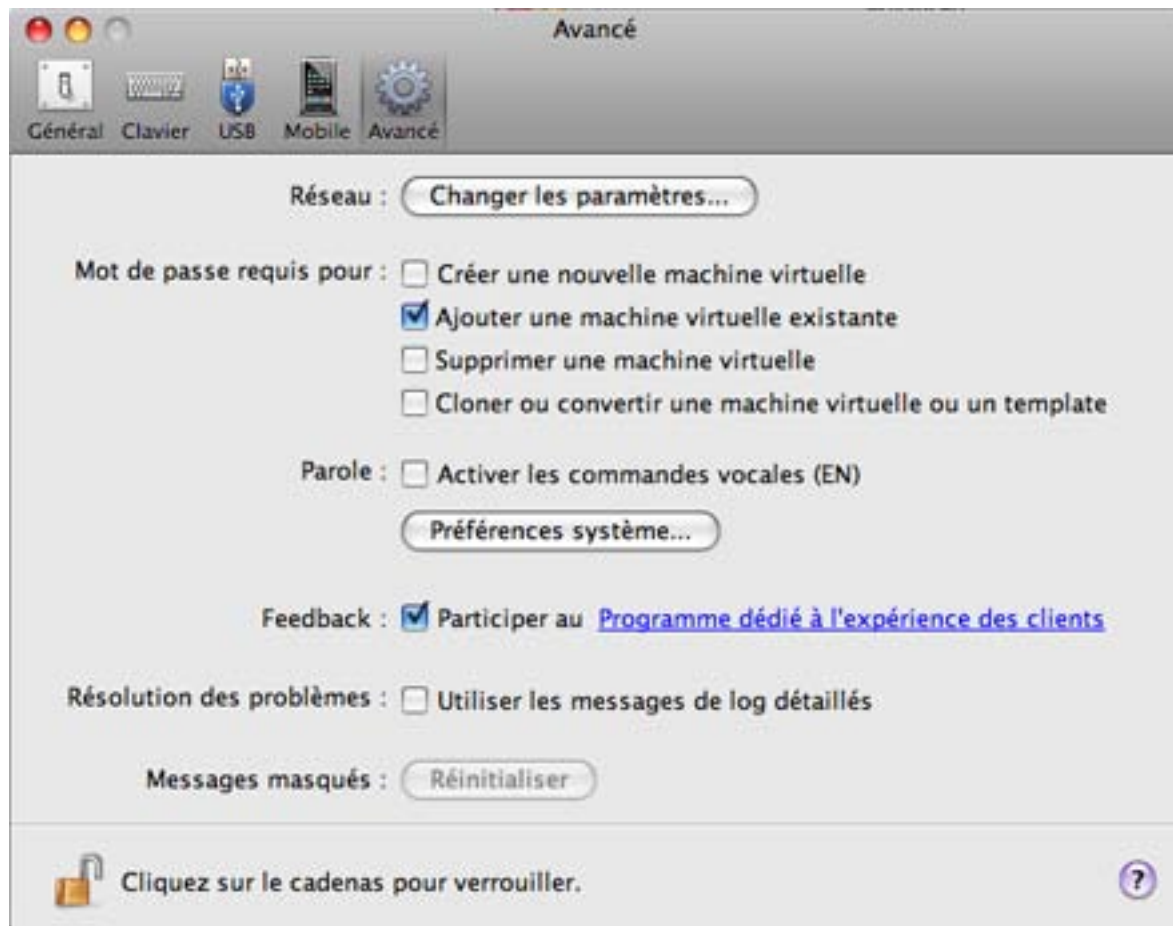 Avancé
Général Clavier USB Mobile Avancé
Réseau : Changer les paramètres...
Mot de passe requis pour : Créer une nouvelle machine virtuelle
Ajouter une machine virtuelle existante
Supprimer une machine virtuelle
Cloner ou convertir une machine virtuelle ou un template
Parole : Activer les commandes vocales (EN)
Préférences système...
Feedback : Participer au Programme dédié à l'expérience des clients
Résolution des problèmes : Utiliser les messages de log détaillés
Messages masqués : Réinitialiser
Cliquez sur le cadenas pour verrouiller.
?